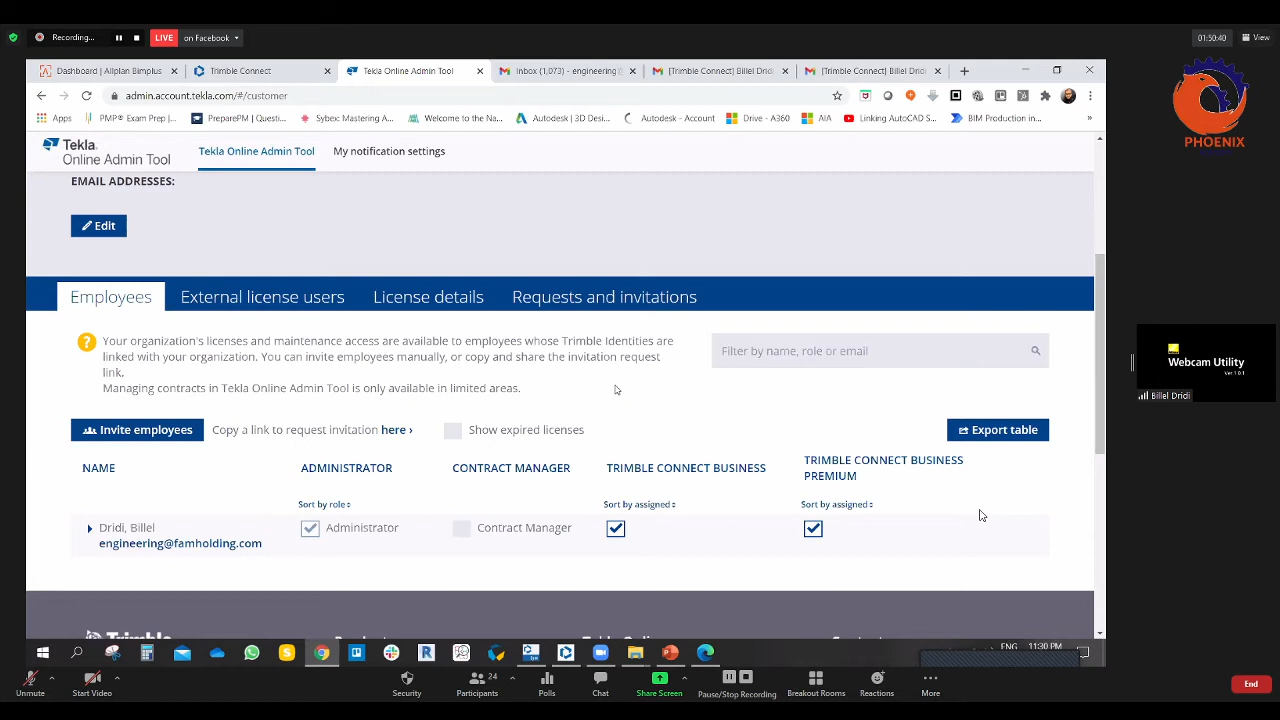 Recording...
LIVE
on Facebook
01:50:40
View
Dashboard | Allplan Bimplus
Trimble Connect
Tekla Online Admin Tool
Inbox (1,073) - engineering
[Trimble Connect] Billel Drid
[Trimble Connect] Billel Drid
admin.account.tekla.com/#/customer
Apps
PMP® Exam Prep |...
PreparePM | Questi...
Sybex: Mastering A...
Welcome to the Na...
Autodesk | 3D Desi...
Autodesk - Account
Drive - A360
AIA
Linking AutoCAD S...
BIM Production in...
PHOENIX
Tekla
Online Admin Tool
Tekla Online Admin Tool
My notification settings
EMAIL ADDRESSES:
Edit
Employees
External license users
License details
Requests and invitations
Your organization's licenses and maintenance access are available to employees whose Trimble Identities are
linked with your organization. You can invite employees manually, or copy and share the invitation request
link.
Managing contracts in Tekla Online Admin Tool is only available in limited areas.
Filter by name, role or email
Webcam Utility
Ver 1.0.1
Billel Dridi
Invite employees
Copy a link to request invitation here ›
Show expired licenses
Export table
NAME
ADMINISTRATOR
CONTRACT MANAGER
TRIMBLE CONNECT BUSINESS
TRIMBLE CONNECT BUSINESS
PREMIUM
Sort by role
Sort by assigned
Sort by assigned
Dridi, Billel
engineering@famholding.com
Administrator
Contract Manager
ENG
11:30 PM
Unmute
Start Video
Security
Participants
24
Polls
Chat
Share Screen
Pause/Stop Recording
Breakout Rooms
Reactions
More
End